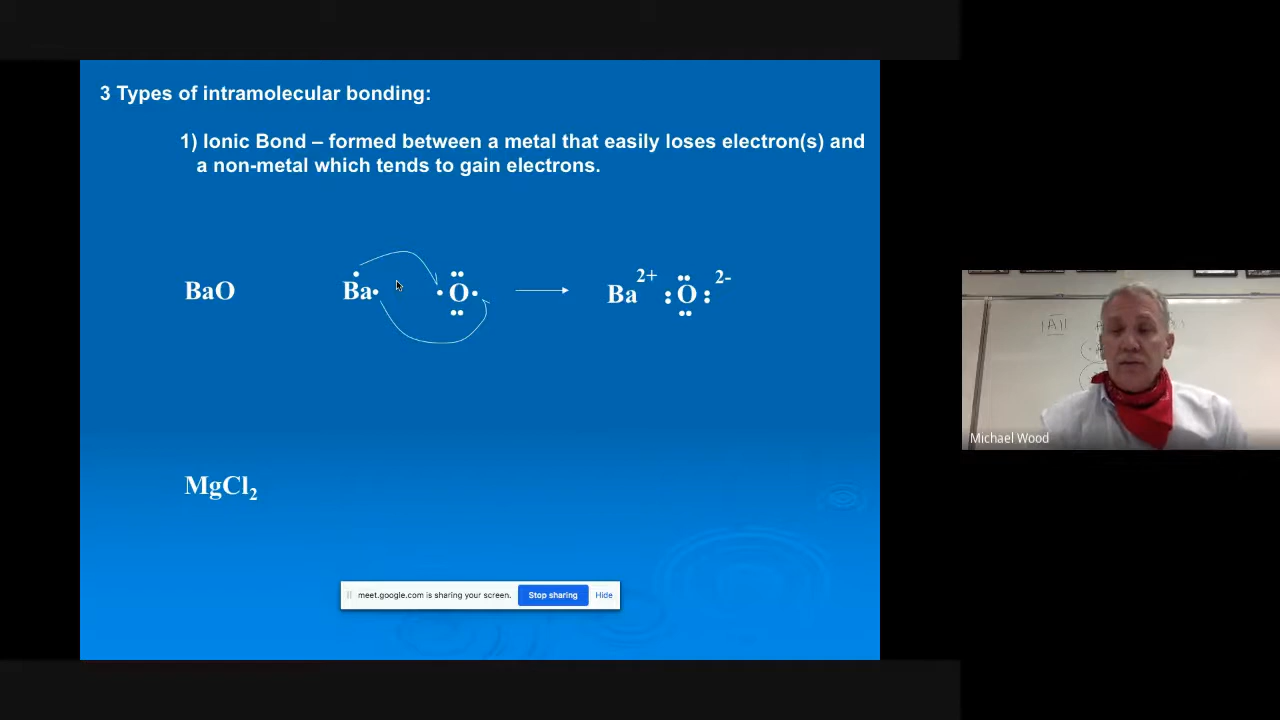 3 Types of intramolecular bonding:
1) Ionic Bond – formed between a metal that easily loses electron(s) and
a non-metal which tends to gain electrons.
BaO Ba O Ba 2+ O 2-
MgCl2
meet.google.com is sharing your screen. Stop sharing Hide
|A|
Michael Wood